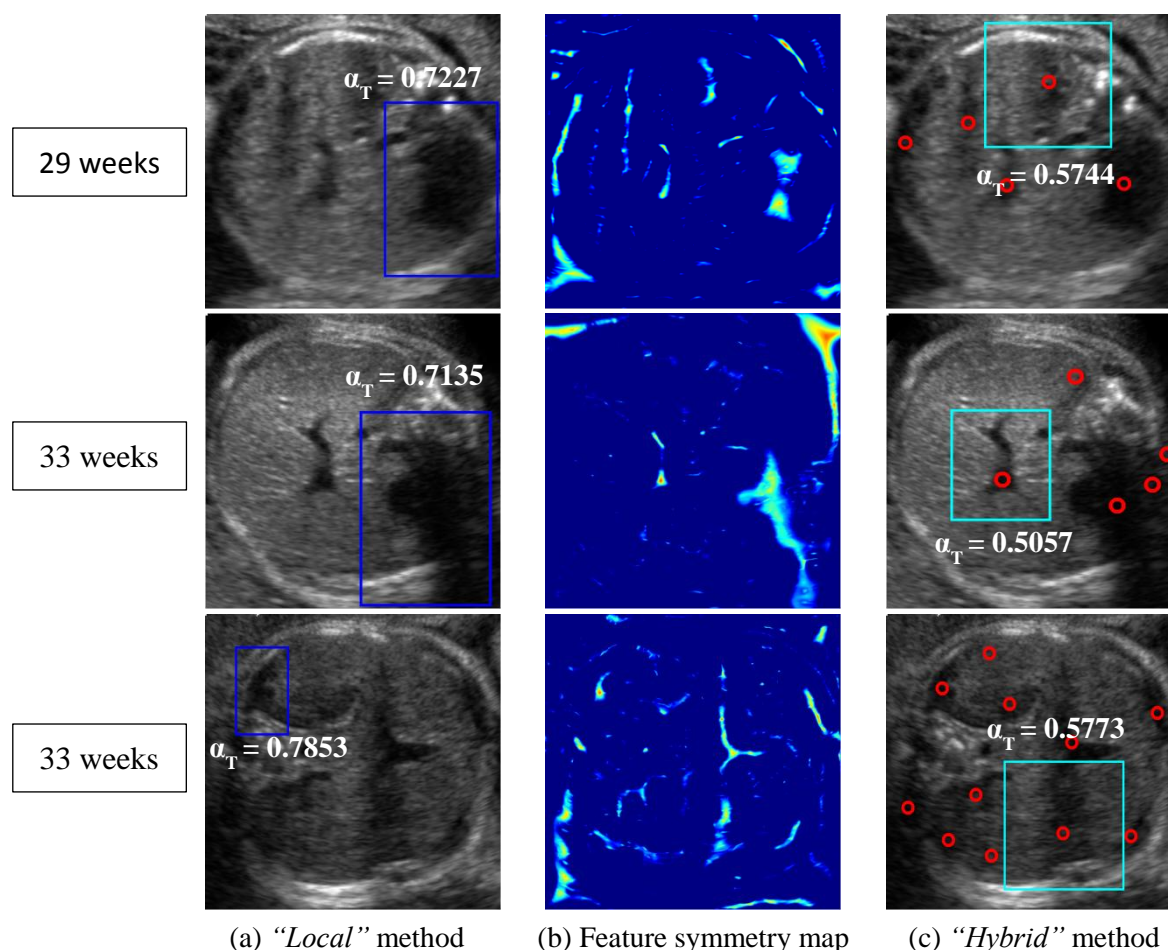 29 weeks
α_T = 0.7227
α_T = 0.5744
33 weeks
α_T = 0.7135
α_T = 0.5057
33 weeks
α_T = 0.7853
α_T = 0.5773
(a) “Local” method
(b) Feature symmetry map
(c) “Hybrid” method